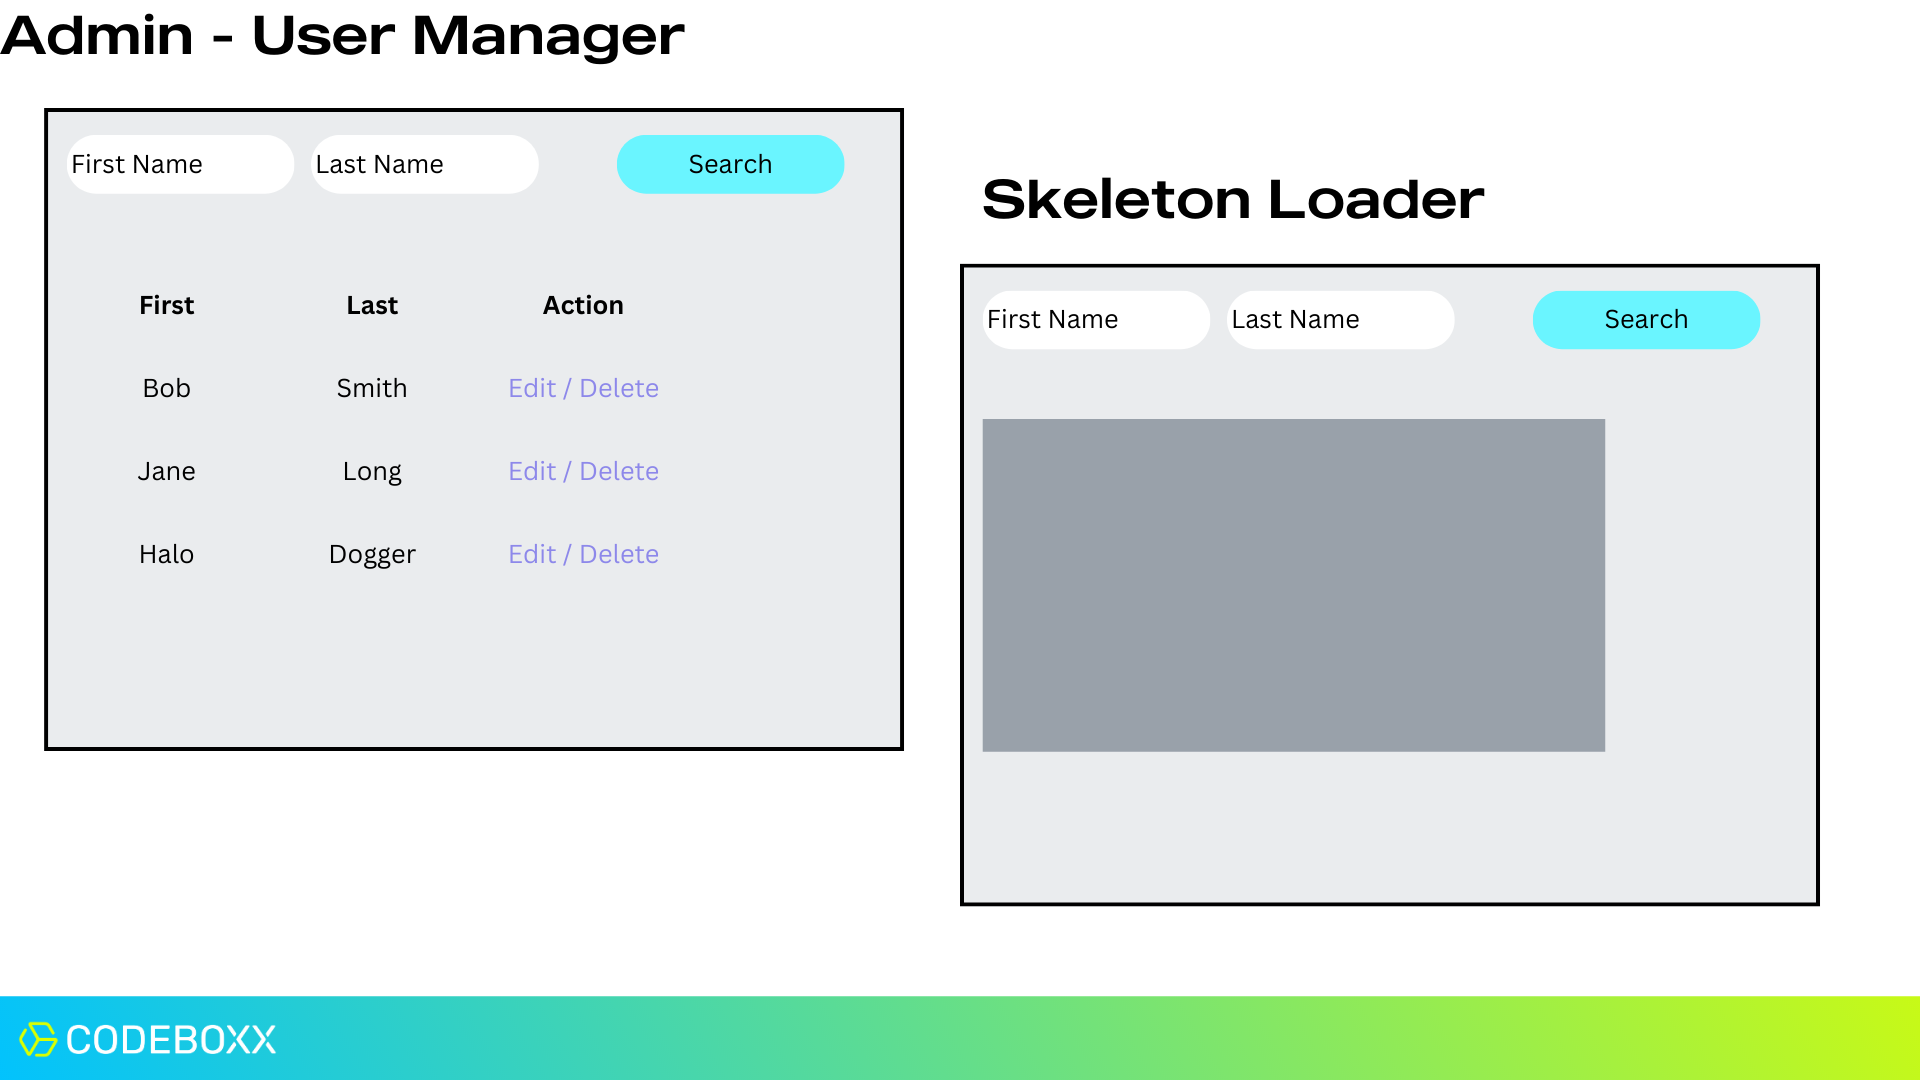 Admin - User Manager
First Name Last Name Search
First Last Action
Bob Smith Edit / Delete
Jane Long Edit / Delete
Halo Dogger Edit / Delete
Skeleton Loader
First Name Last Name Search
CODEBOXX